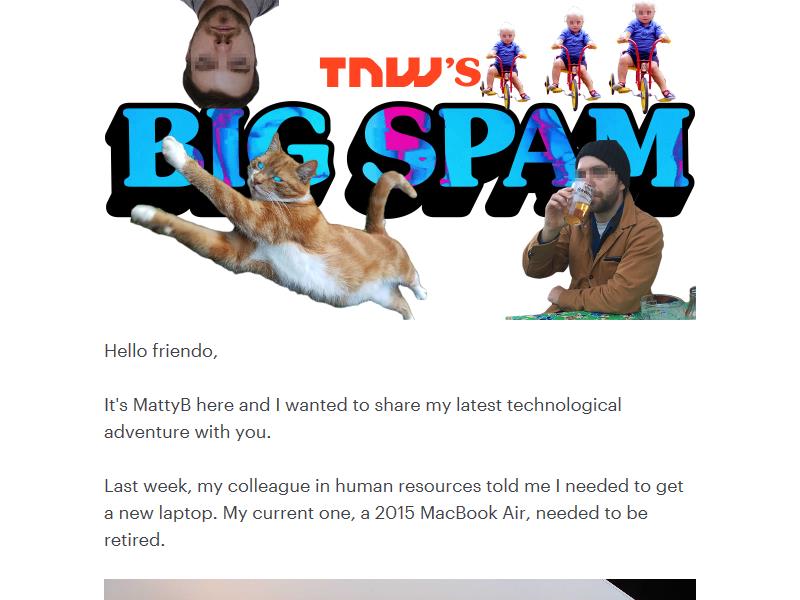 TNW's
BIG SPAM
Hello friendo,
It's MattyB here and I wanted to share my latest technological
adventure with you.
Last week, my colleague in human resources told me I needed to get
a new laptop. My current one, a 2015 MacBook Air, needed to be
retired.